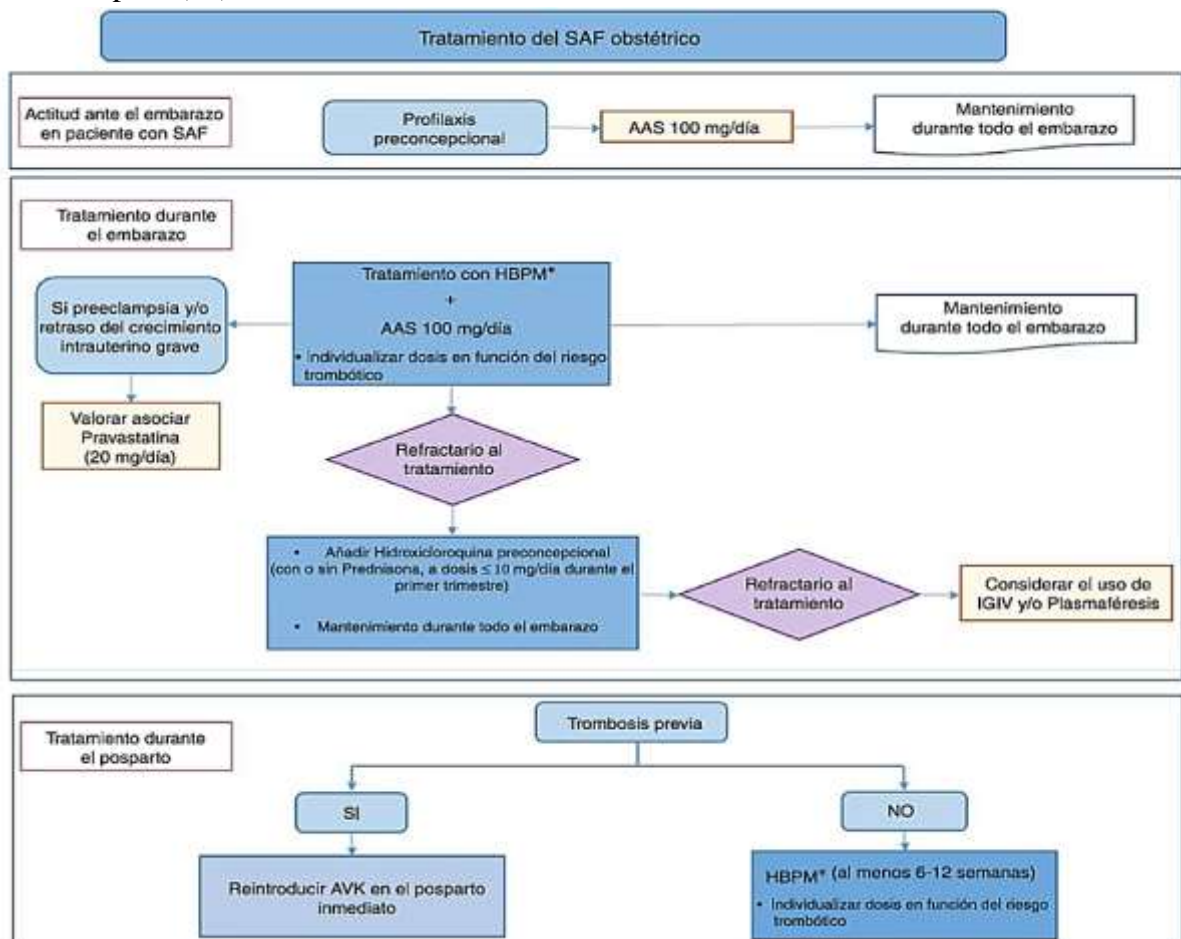 Tratamiento del SAF obstétrico
Actitud ante el embarazo
en paciente con SAF
Profilaxis
preconcepcional
AAS 100 mg/día
Mantenimiento
durante todo el embarazo
Tratamiento durante
el embarazo
Si preeclampsia y/o
retraso del crecimiento
intrauterino grave
Valorar asociar
Pravastatina
(20 mg/día)
Tratamiento con HBPM*
+
AAS 100 mg/día
• Individualizar dosis en función del riesgo
trombótico
Mantenimiento
durante todo el embarazo
Refractario al
tratamiento
• Añadir Hidroxicloroquina preconcepcional
(con o sin Prednisona, a dosis ≤ 10 mg/día durante el
primer trimestre)
• Mantenimiento durante todo el embarazo
Refractario al
tratamiento
Considerar el uso de
IGIV y/o Plasmaféresis
Tratamiento durante
el posparto
Trombosis previa
SI
NO
Reintroducir AVK en el posparto
inmediato
HBPM* (al menos 6-12 semanas)
• Individualizar dosis en función del riesgo
trombótico